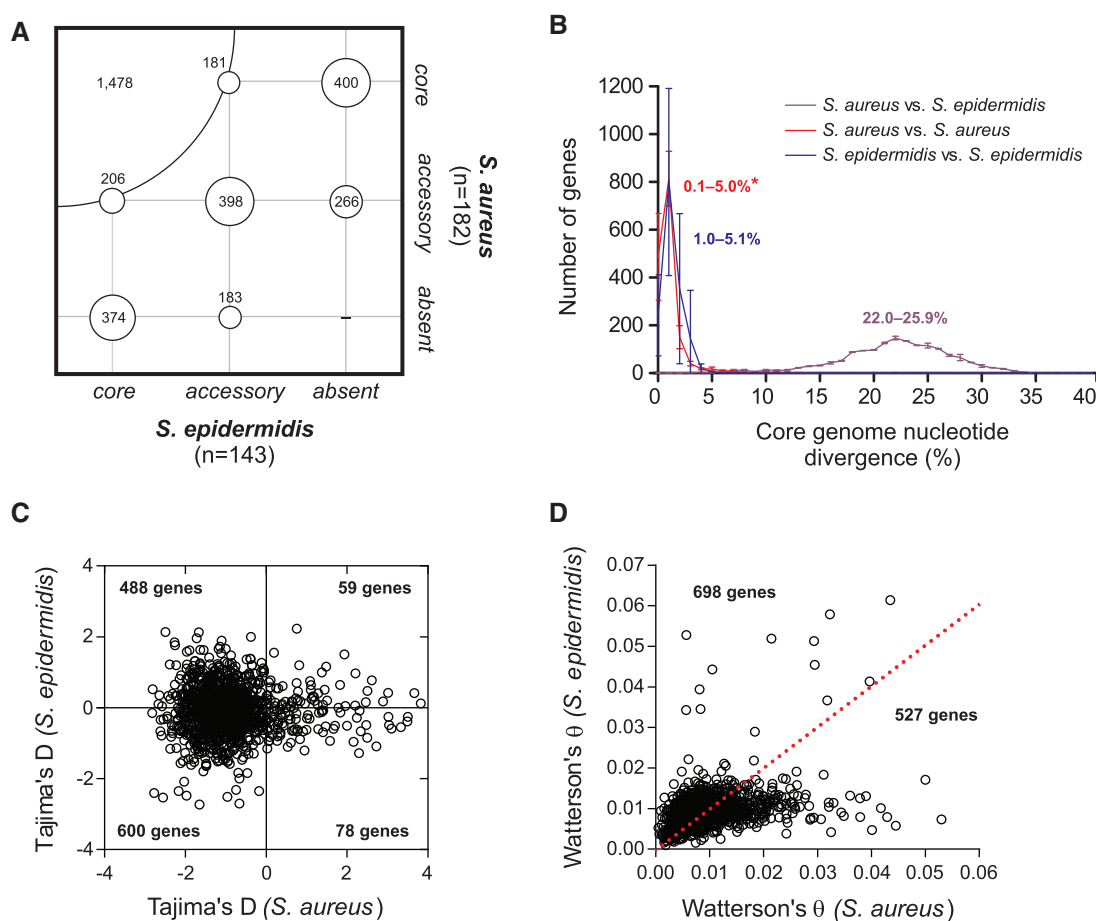 A
181
1,478
400
206
398
266
183
374
–
core
accessory
absent
S. aureus
(n=182)
core
accessory
absent
S. epidermidis
(n=143)
B
1200
1000
800
600
400
200
0
Number of genes
S. aureus vs. S. epidermidis
S. aureus vs. S. aureus
S. epidermidis vs. S. epidermidis
0.1–5.0%*
1.0–5.1%
22.0–25.9%
0
5
10
15
20
25
30
35
40
Core genome nucleotide
divergence (%)
C
Tajima's D (S. epidermidis)
4
2
0
-2
-4
488 genes
59 genes
600 genes
78 genes
-4
-2
0
2
4
Tajima's D (S. aureus)
D
Watterson's θ (S. epidermidis)
0.07
0.06
0.05
0.04
0.03
0.02
0.01
0.00
698 genes
527 genes
0.00
0.01
0.02
0.03
0.04
0.05
0.06
Watterson's θ (S. aureus)